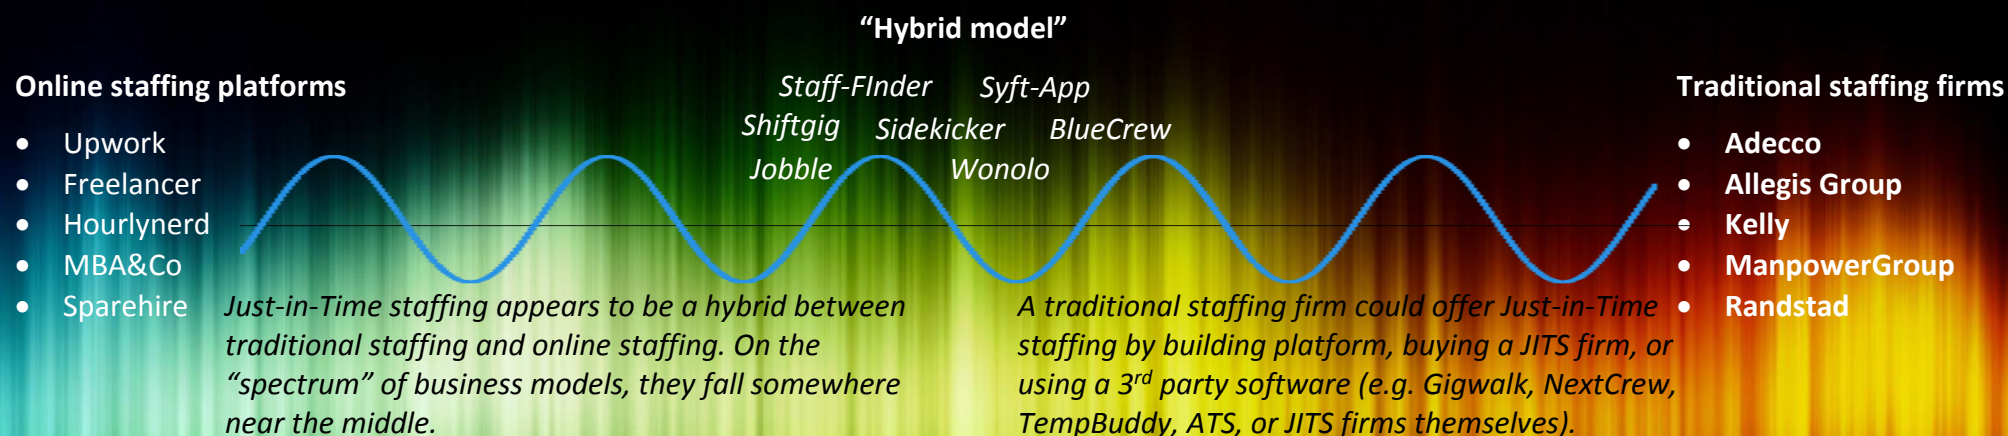 “Hybrid model”
Online staffing platforms
• Upwork
• Freelancer
• Hourlynerd
• MBA&Co
• Sparehire
Staff-FInder Syft-App
Shiftgig Sidekicker BlueCrew
Jobble Wonolo
Traditional staffing firms
• Adecco
• Allegis Group
• Kelly
• ManpowerGroup
• Randstad
Just-in-Time staffing appears to be a hybrid between
traditional staffing and online staffing. On the
“spectrum” of business models, they fall somewhere
near the middle.
A traditional staffing firm could offer Just-in-Time
staffing by building platform, buying a JITS firm, or
using a 3rd party software (e.g. Gigwalk, NextCrew,
TempBuddy, ATS, or JITS firms themselves).